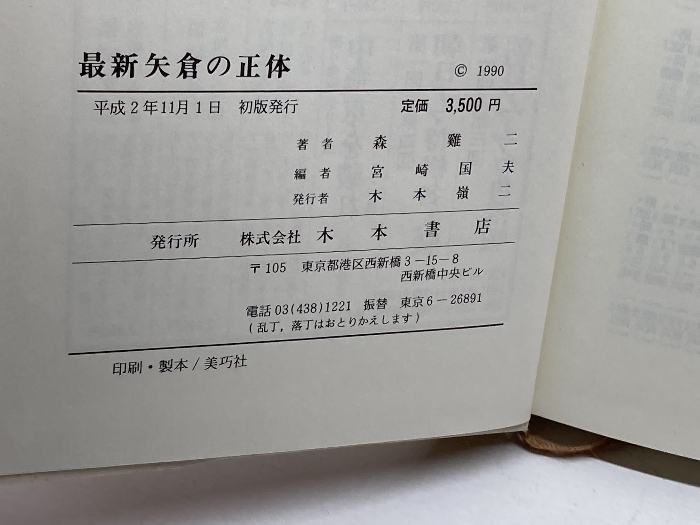 最新矢倉の正体
© 1990
平成2年11月1日 初版発行 定価 3,500円
著者 森雞二
編者 宮崎国夫
発行者 木本嶺二
発行所 株式会社 木本書店
〒105 東京都港区西新橋3-15-8
西新橋中央ビル
電話03(438)1221 振替 東京6-26891
(乱丁,落丁はおとりかえします)
印刷・製本/美巧社